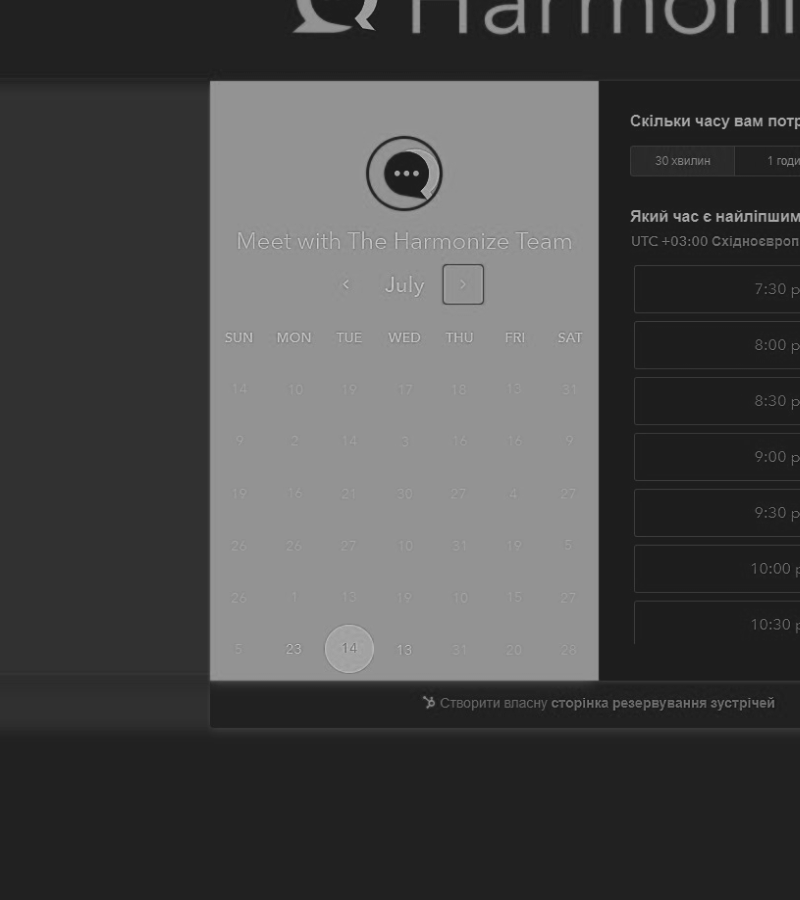 Harmoni
Meet with The Harmonize Team
July
SUN MON TUE WED THU FRI SAT
14 10 19 17 18 13 31
9 2 14 3 16 16 9
19 16 21 30 27 4 27
26 26 27 10 31 19 5
26 1 13 19 10 15 27
5 23 14 13 31 20 28
Скільки часу вам потр
30 хвилин 1 годи
Який час є найліпшим
UTC +03:00 Східноєвроп
7:30 р
8:00 р
8:30 р
9:00 р
9:30 р
10:00 р
10:30 р
Створити власну сторінка резервування зустрічей